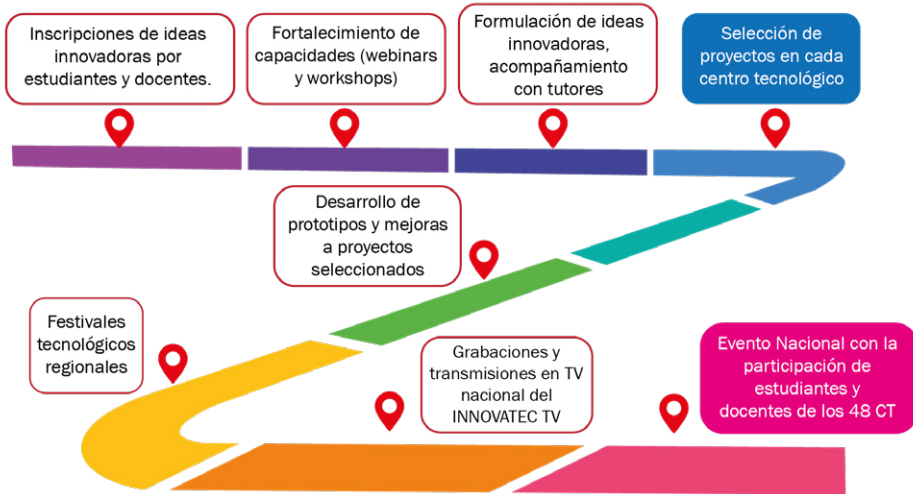 Inscripciones de ideas
innovadoras por
estudiantes y docentes.
Fortalecimiento de
capacidades (webinars
y workshops)
Formulación de ideas
innovadoras,
acompañamiento
con tutores
Selección de
proyectos en cada
centro tecnológico
Desarrollo de
prototipos y mejoras
a proyectos
seleccionados
Festivales
tecnológicos
regionales
Grabaciones y
transmisiones en TV
nacional del
INNOVATEC TV
Evento Nacional con la
participación de
estudiantes y
docentes de los 48 CT